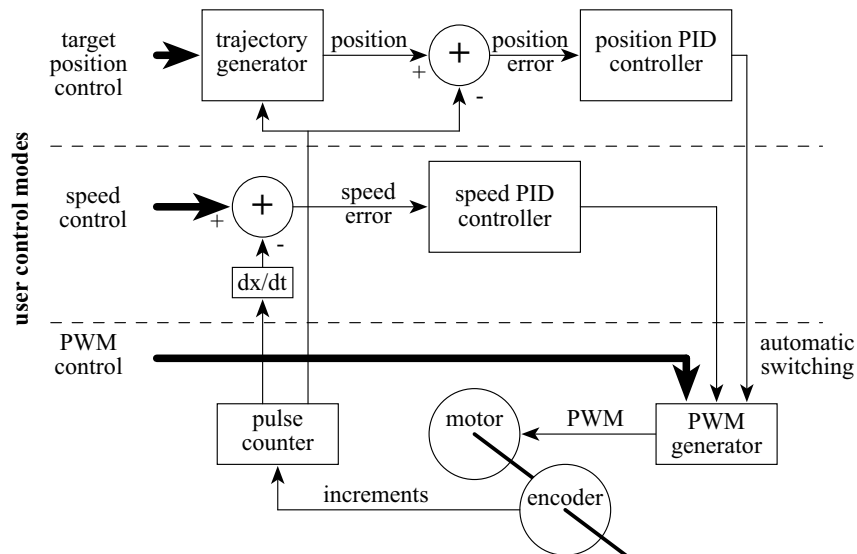 user control modes
target
position
control
trajectory
generator
position
+
+
-
position
error
position PID
controller
speed
control
+
+
-
speed
error
speed PID
controller
dx/dt
PWM
control
automatic
switching
pulse
counter
motor
PWM
PWM
generator
increments
encoder